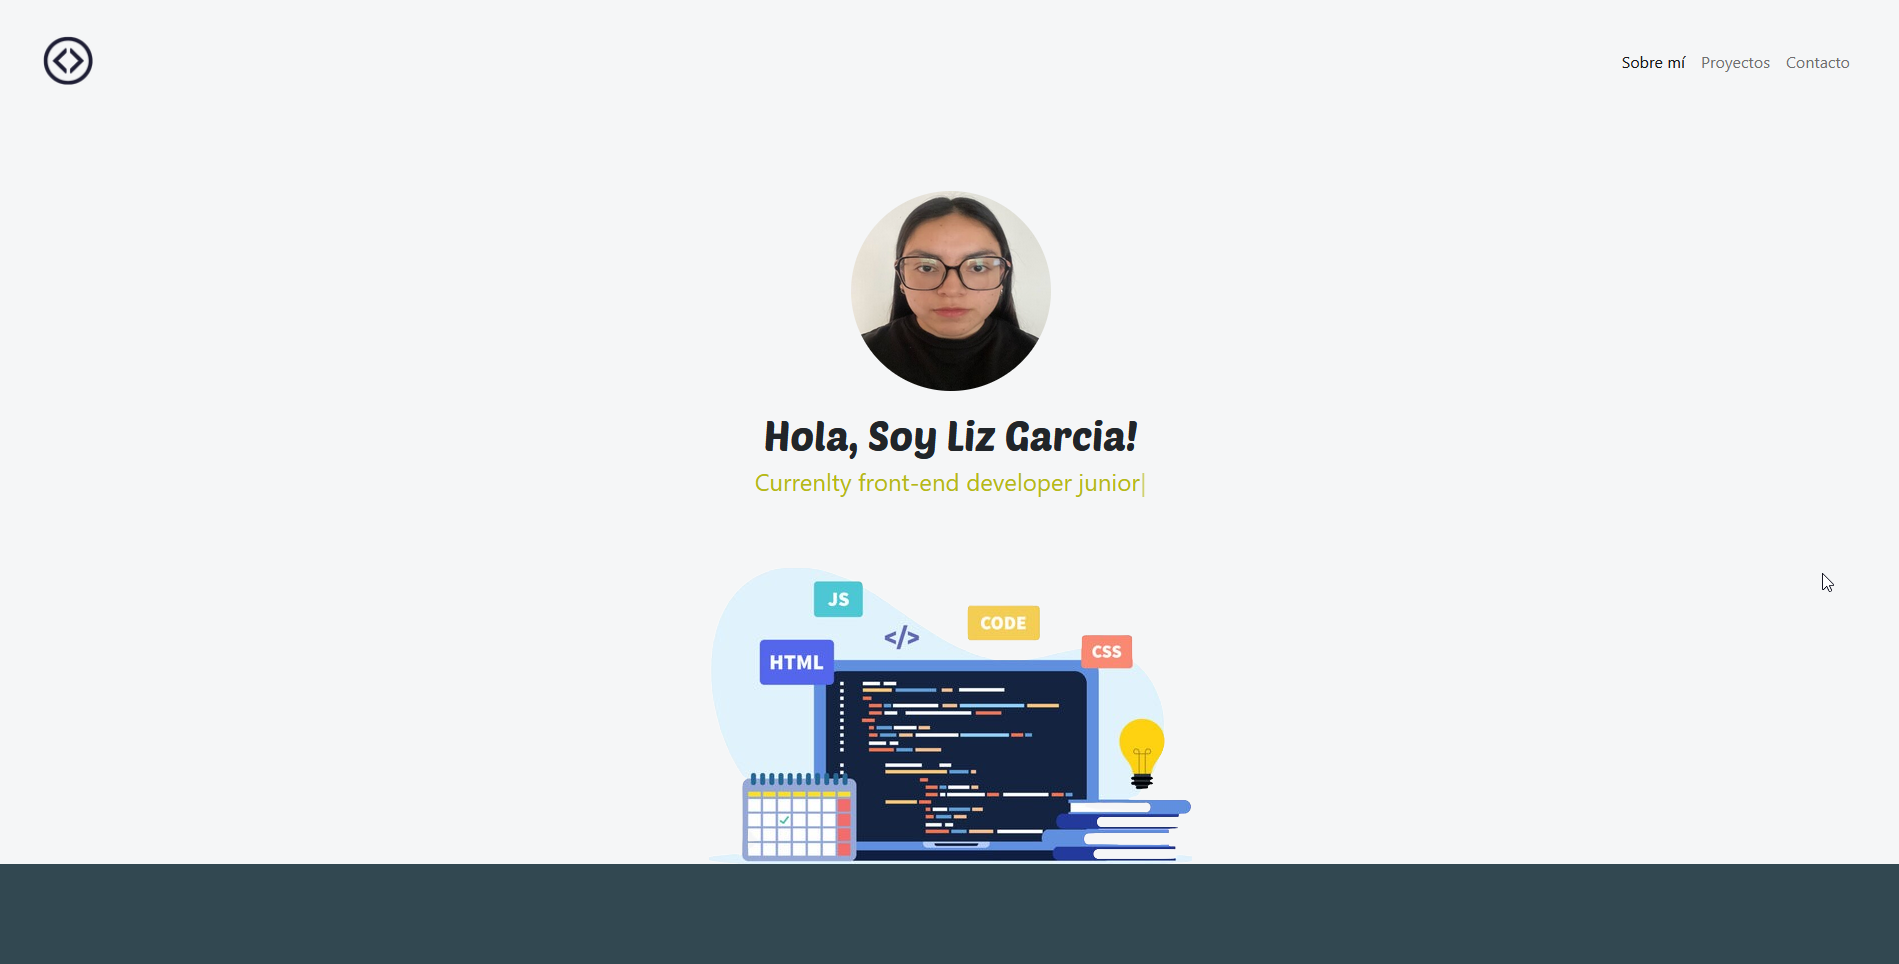 Sobre mí Proyectos Contacto
Hola, Soy Liz Garcia!
Currenlty front-end developer junior|
JS
</>
CODE
CSS
HTML